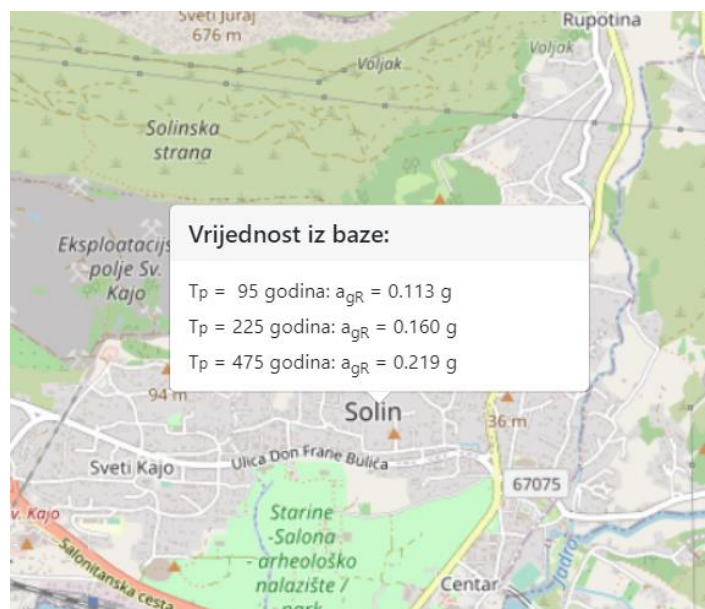 Sveti Juraj
676 m
Rupotina
Voljak
Voljak
Solinska
strana
Vrijednost iz baze:
Eksploatacijs
polje Sv.
Kajo
Tp = 95 godina: agR = 0.113 g
Tp = 225 godina: agR = 0.160 g
Tp = 475 godina: agR = 0.219 g
94 m
Solin
36 m
Ulica Don Frane Bulića
Sveti Kajo
67075
v. Kajo
Starine
-Salona
- arheološko
nalazište /
park
Salonitanska cesta
Centar
Jadro